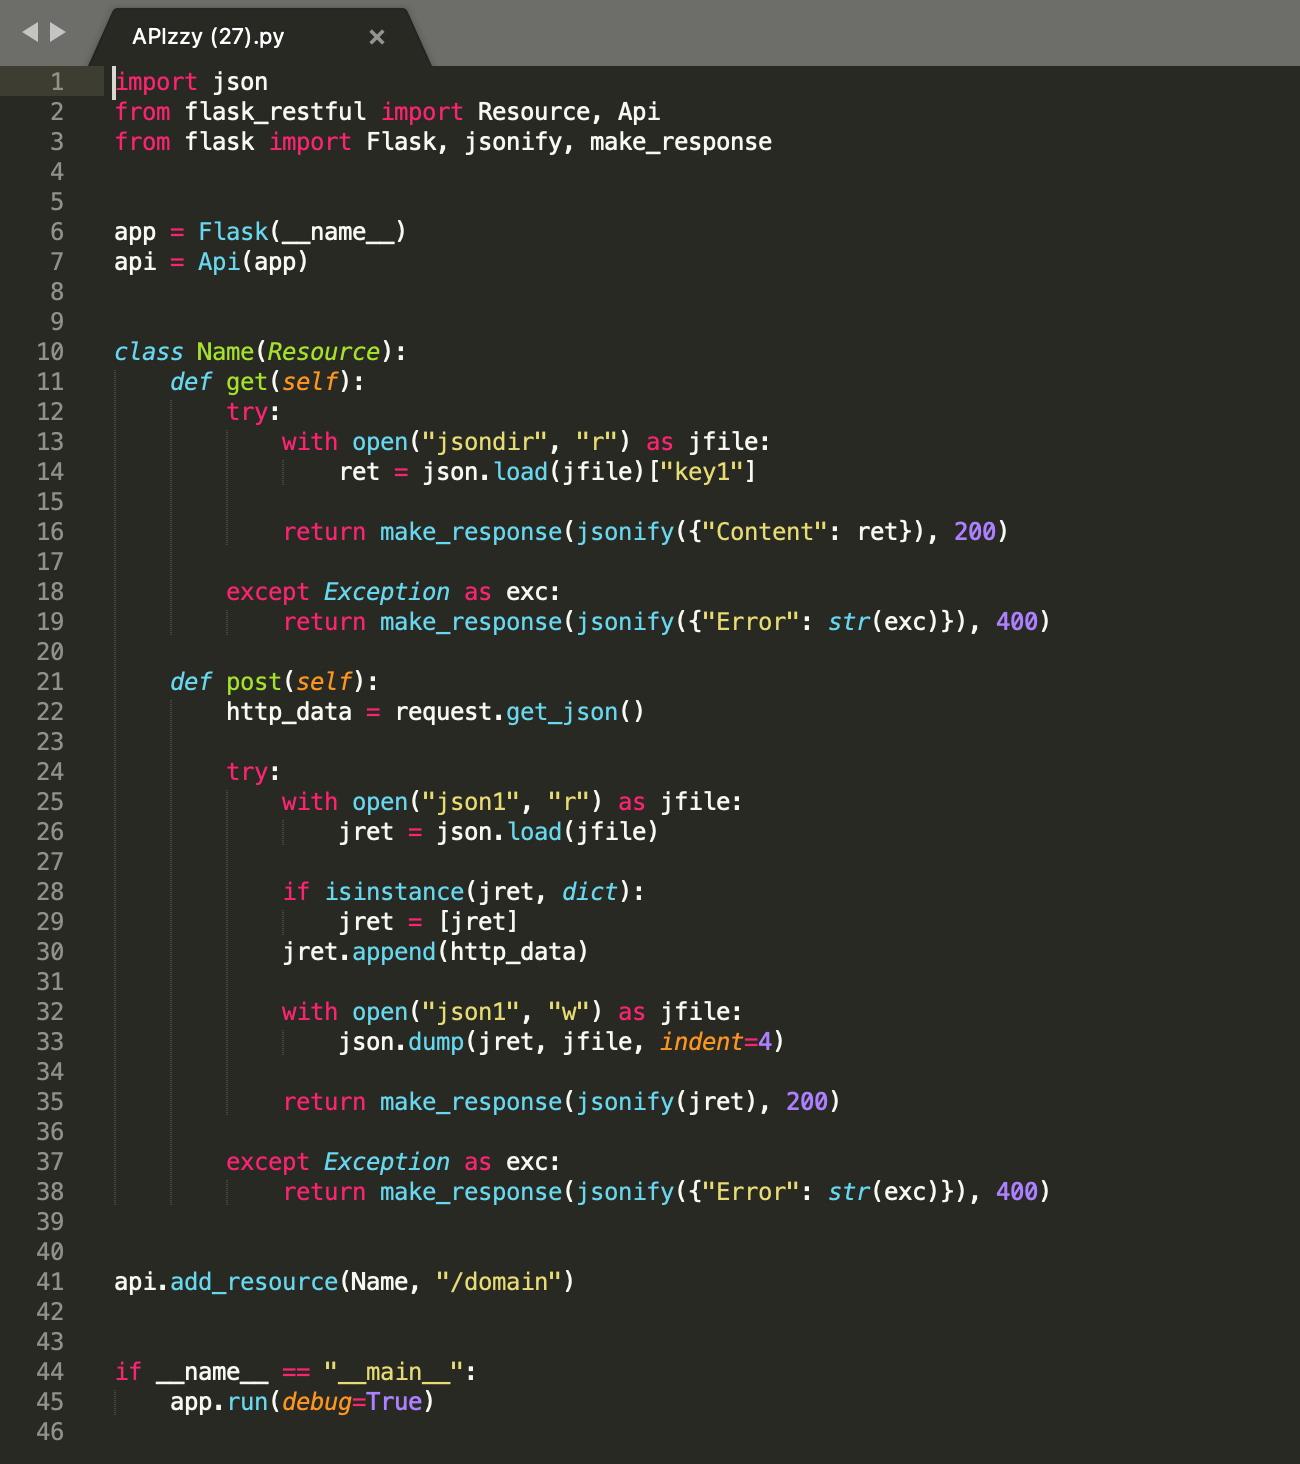 APIzzy (27).py ×
1 import json
2 from flask_restful import Resource, Api
3 from flask import Flask, jsonify, make_response
4
5
6 app = Flask(__name__)
7 api = Api(app)
8
9
10 class Name(Resource):
11     def get(self):
12         try:
13             with open("jsondir", "r") as jfile:
14                 ret = json.load(jfile)["key1"]
15
16             return make_response(jsonify({"Content": ret}), 200)
17
18         except Exception as exc:
19             return make_response(jsonify({"Error": str(exc)}), 400)
20
21     def post(self):
22         http_data = request.get_json()
23
24         try:
25             with open("json1", "r") as jfile:
26                 jret = json.load(jfile)
27
28             if isinstance(jret, dict):
29                 jret = [jret]
30             jret.append(http_data)
31
32             with open("json1", "w") as jfile:
33                 json.dump(jret, jfile, indent=4)
34
35             return make_response(jsonify(jret), 200)
36
37         except Exception as exc:
38             return make_response(jsonify({"Error": str(exc)}), 400)
39
40
41 api.add_resource(Name, "/domain")
42
43
44 if __name__ == "__main__":
45     app.run(debug=True)
46